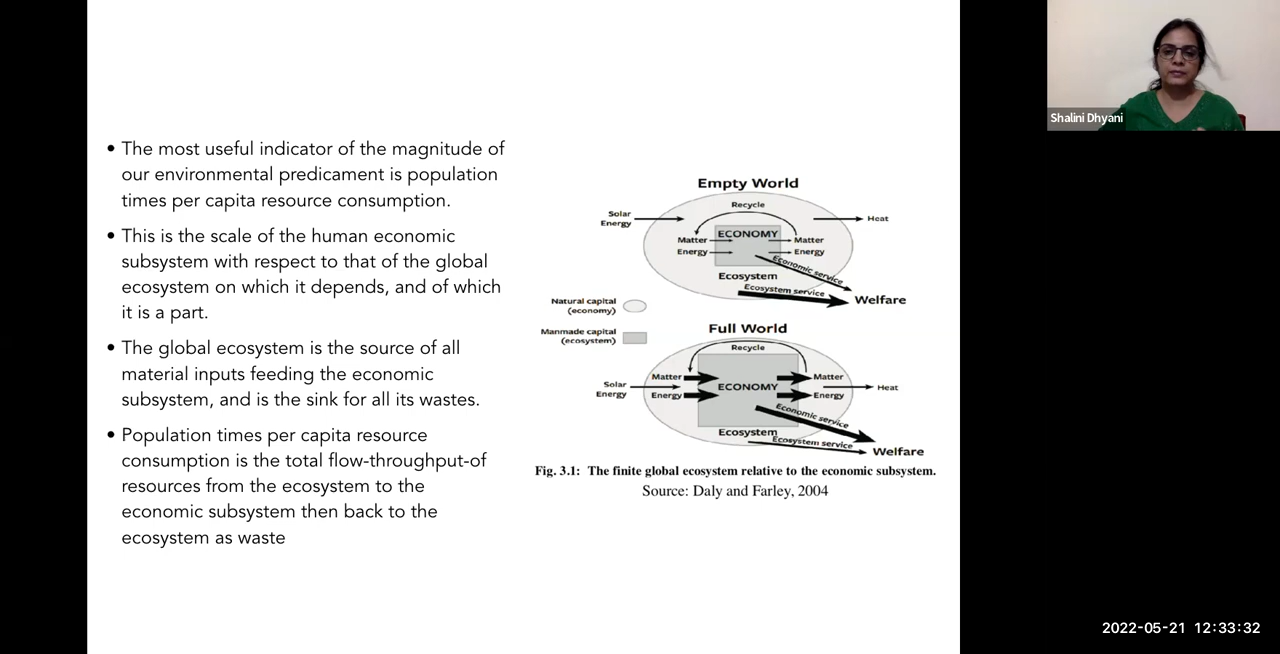 • The most useful indicator of the magnitude of
our environmental predicament is population
times per capita resource consumption.
• This is the scale of the human economic
subsystem with respect to that of the global
ecosystem on which it depends, and of which
it is a part.
• The global ecosystem is the source of all
material inputs feeding the economic
subsystem, and is the sink for all its wastes.
• Population times per capita resource
consumption is the total flow-throughput-of
resources from the ecosystem to the
economic subsystem then back to the
ecosystem as waste
Empty World
Recycle
Solar
Energy
Heat
ECONOMY
Matter
Matter
Energy
Energy
Economic service
Ecosystem
Ecosystem service
Welfare
Natural capital
(economy)
Manmade capital
(ecosystem)
Full World
Recycle
Matter
Matter
Solar
Energy
ECONOMY
Heat
Energy
Energy
Economic service
Ecosystem
Ecosystem service
Welfare
Fig. 3.1: The finite global ecosystem relative to the economic subsystem.
Source: Daly and Farley, 2004
Shalini Dhyani
2022-05-21 12:33:32